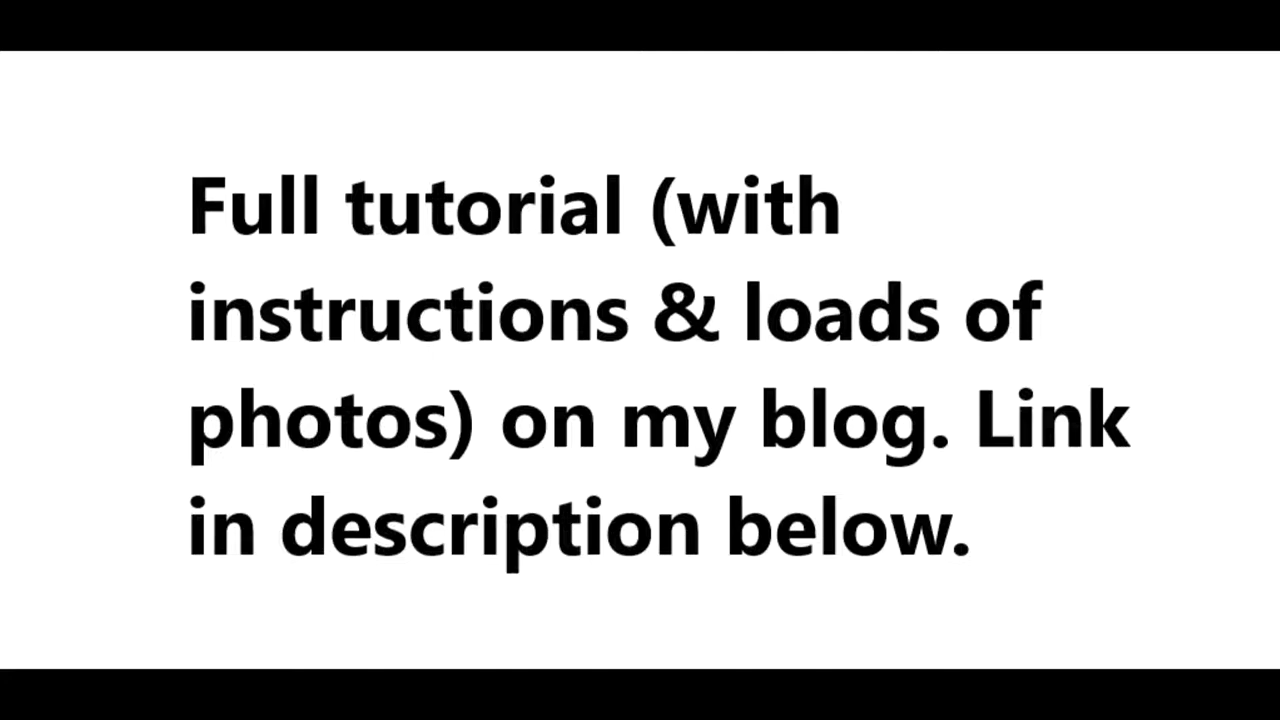 Full tutorial (with
instructions & loads of
photos) on my blog. Link
in description below.